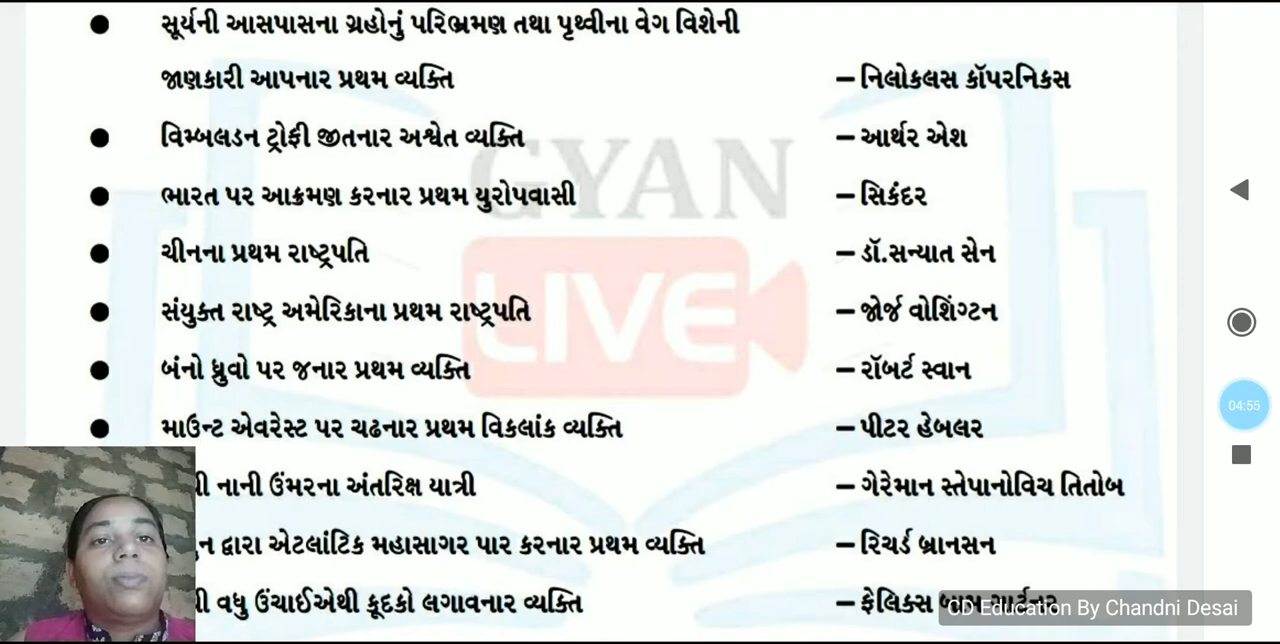 સૂર્યની આસપાસના ગ્રહોનું પરિભ્રમણ તથા પૃથ્વીના વેગ વિશેની
જાણકારી આપનાર પ્રથમ વ્યક્તિ – નિલોકલસ કૉપરનિકસ
વિમ્બલડન ટ્રોફી જીતનાર અશ્વેત વ્યક્તિ – આર્થર એશ
ભારત પર આક્રમણ કરનાર પ્રથમ યુરોપવાસી – સિકંદર
ચીનના પ્રથમ રાષ્ટ્રપતિ – ડૉ.સન્યાત સેન
સંયુક્ત રાષ્ટ્ર અમેરિકાના પ્રથમ રાષ્ટ્રપતિ – જોર્જ વોશિંગ્ટન
બંનો ધ્રુવો પર જનાર પ્રથમ વ્યક્તિ – રૉબર્ટ સ્વાન
માઉન્ટ એવરેસ્ટ પર ચઢનાર પ્રથમ વિકલાંક વ્યક્તિ – પીટર હેબલર
નાની ઉંમરના અંતરિક્ષ યાત્રી – ગેરેમાન સ્તેપાનોવિચ તિતોબ
દ્વારા એટલાંટિક મહાસાગર પાર કરનાર પ્રથમ વ્યક્તિ – રિચર્ડ બ્રાનસન
વધુ ઉંચાઈએથી કૂદકો લગાવનાર વ્યક્તિ – ફેલિક્સ
GYAN
LIVE
04:55
CD Education By Chandni Desai